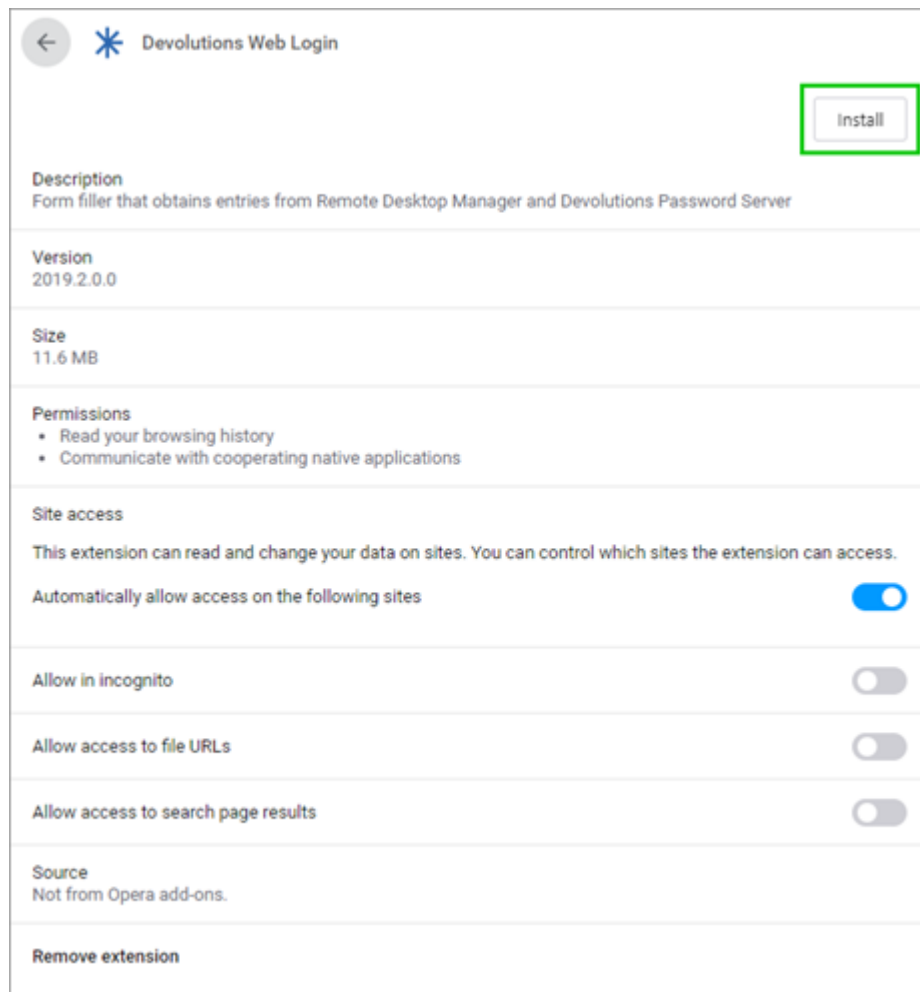 Devolutions Web Login
Install
Description
Form filler that obtains entries from Remote Desktop Manager and Devolutions Password Server
Version
2019.2.0.0
Size
11.6 MB
Permissions
• Read your browsing history
• Communicate with cooperating native applications
Site access
This extension can read and change your data on sites. You can control which sites the extension can access.
Automatically allow access on the following sites
Allow in incognito
Allow access to file URLs
Allow access to search page results
Source
Not from Opera add-ons.
Remove extension